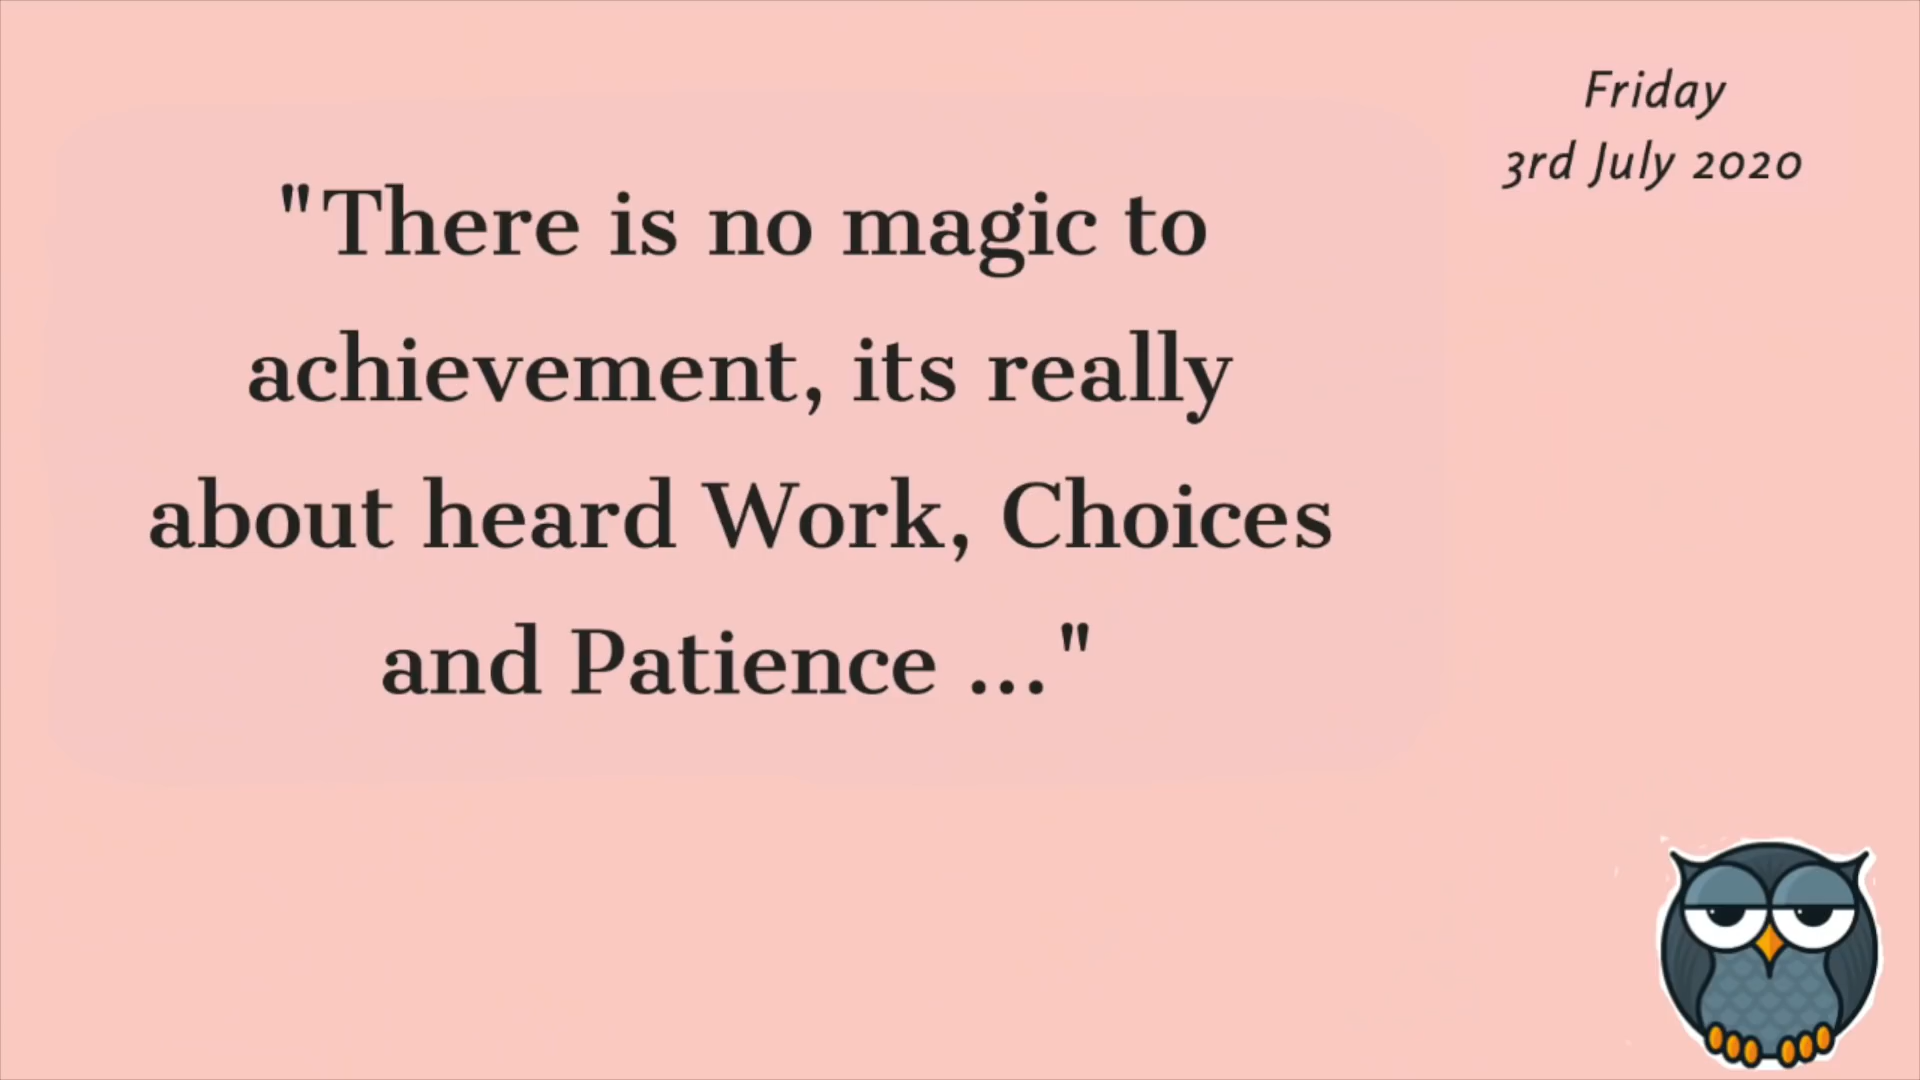 Friday
3rd July 2020
"There is no magic to
achievement, its really
about heard Work, Choices
and Patience ..."